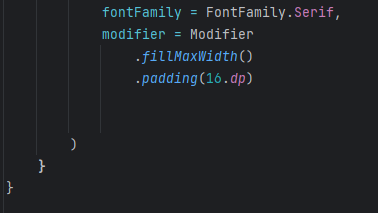 fontFamily = FontFamily.Serif,
modifier = Modifier
.fillMaxWidth()
.padding(16.dp)
)
}
}